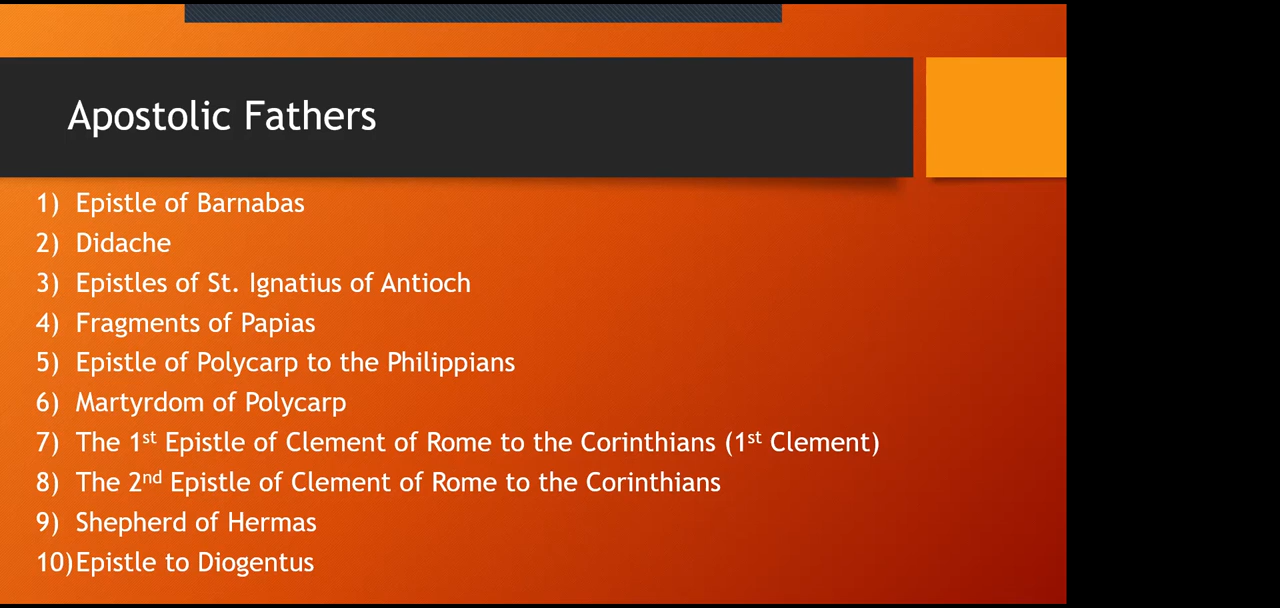 Apostolic Fathers
1) Epistle of Barnabas
2) Didache
3) Epistles of St. Ignatius of Antioch
4) Fragments of Papias
5) Epistle of Polycarp to the Philippians
6) Martyrdom of Polycarp
7) The 1st Epistle of Clement of Rome to the Corinthians (1st Clement)
8) The 2nd Epistle of Clement of Rome to the Corinthians
9) Shepherd of Hermas
10)Epistle to Diogentus